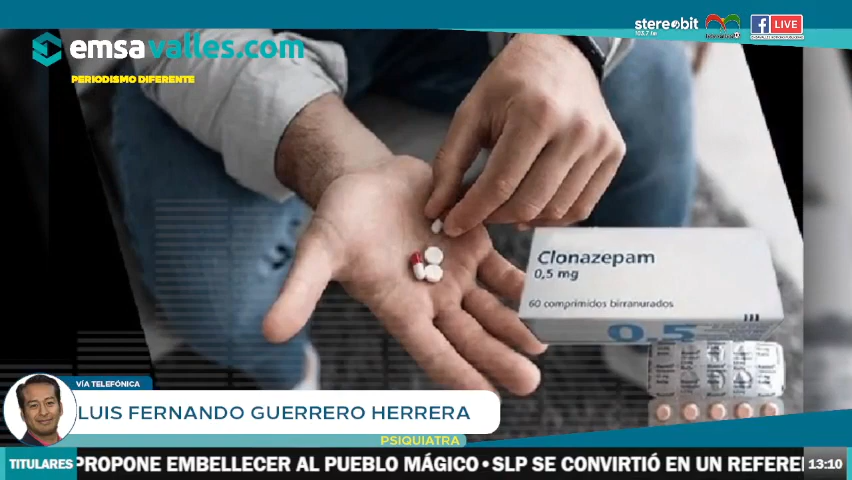 stereobit
103.7 fm
LIVE
emsavalles.com
PERIODISMO DIFERENTE
Clonazepam
0,5 mg
60 comprimidos birranurados
0.5
VÍA TELEFÓNICA
LUIS FERNANDO GUERRERO HERRERA
PSIQUIATRA
TITULARES PROPONE EMBELLECER AL PUEBLO MÁGICO • SLP SE CONVIRTIÓ EN UN REFERE 13:10